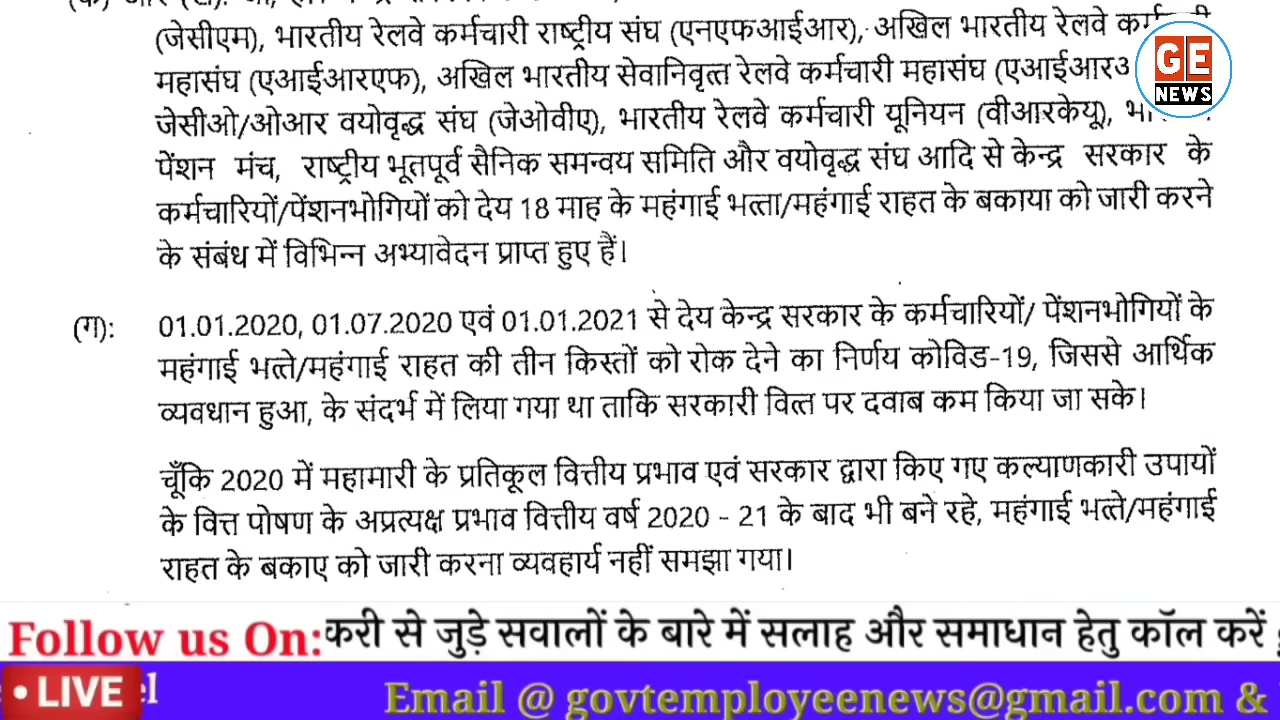 (जेसीएम), भारतीय रेलवे कर्मचारी राष्ट्रीय संघ (एनएफआईआर), अखिल भारतीय रेलवे
महासंघ (एआईआरएफ), अखिल भारतीय सेवानिवृत्त रेलवे कर्मचारी महासंघ
जेसीओ/ओआर वयोवृद्ध संघ (जेओवीए), भारतीय रेलवे कर्मचारी यूनियन (वीआरकेयू),
पेंशन मंच, राष्ट्रीय भूतपूर्व सैनिक समन्वय समिति और वयोवृद्ध संघ आदि से केन्द्र सरकार के
कर्मचारियों/पेंशनभोगियों को देय 18 माह के महंगाई भत्ता/महंगाई राहत के बकाया को जारी करने
के संबंध में विभिन्न अभ्यावेदन प्राप्त हुए हैं।
(ग): 01.01.2020, 01.07.2020 एवं 01.01.2021 से देय केन्द्र सरकार के कर्मचारियों/ पेंशनभोगियों के
महंगाई भत्ते/महंगाई राहत की तीन किस्तों को रोक देने का निर्णय कोविड-19, जिससे आर्थिक
व्यवधान हुआ, के संदर्भ में लिया गया था ताकि सरकारी वित्त पर दवाब कम किया जा सके।
चूँकि 2020 में महामारी के प्रतिकूल वित्तीय प्रभाव एवं सरकार द्वारा किए गए कल्याणकारी उपायों
के वित्त पोषण के अप्रत्यक्ष प्रभाव वित्तीय वर्ष 2020 - 21 के बाद भी बने रहे, महंगाई भत्ते/महंगाई
राहत के बकाए को जारी करना व्यवहार्य नहीं समझा गया।
GE
NEWS
Follow us On: करी से जुड़े सवालों के बारे में सलाह और समाधान हेतु कॉल करें
• LIVE Email @ govtemployeenews@gmail.com &